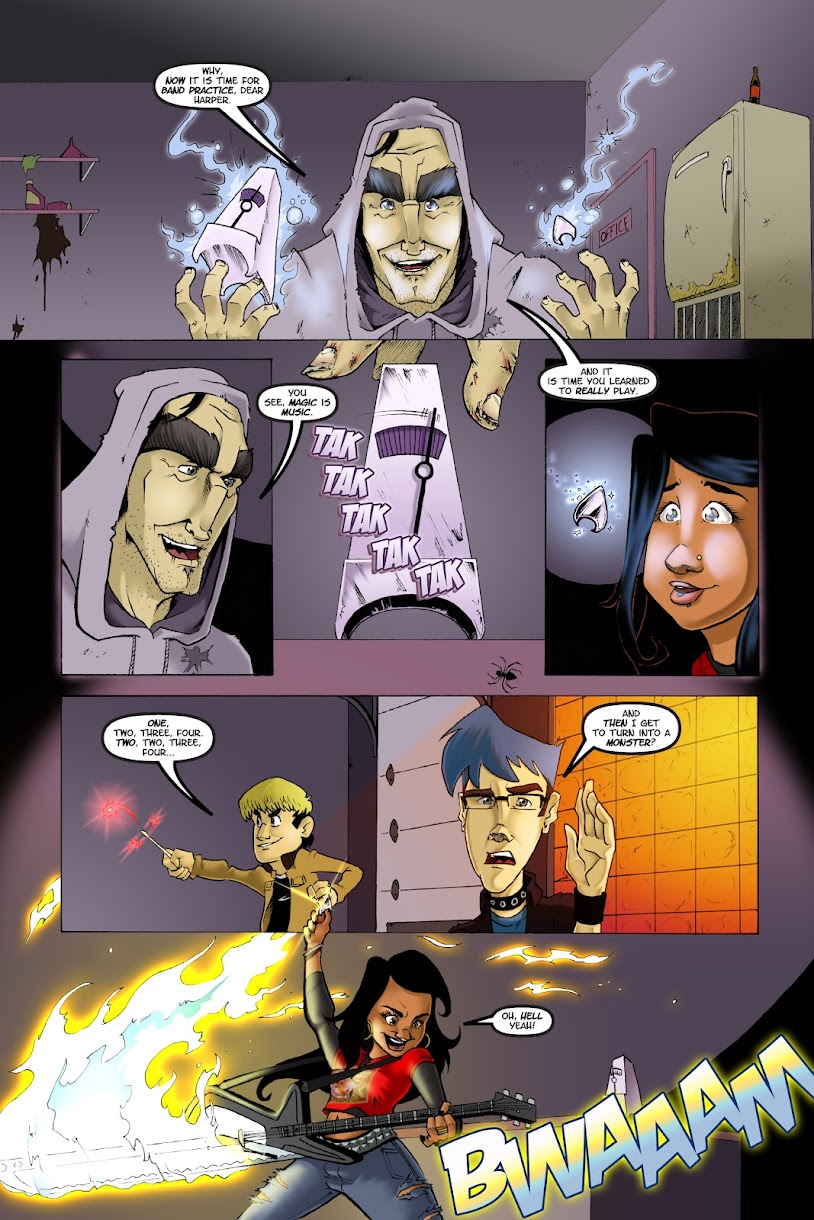 WHY,
NOW IT IS TIME FOR
BAND PRACTICE, DEAR
HARPER.
OFFICE
YOU
SEE, MAGIC IS
MUSIC.
TAK
TAK
TAK
TAK
TAK
AND IT
IS TIME YOU LEARNED
TO REALLY PLAY.
ONE,
TWO, THREE, FOUR.
TWO, TWO, THREE,
FOUR...
AND
THEN I GET
TO TURN INTO A
MONSTER?
OH, HELL
YEAH!
BWAAAM